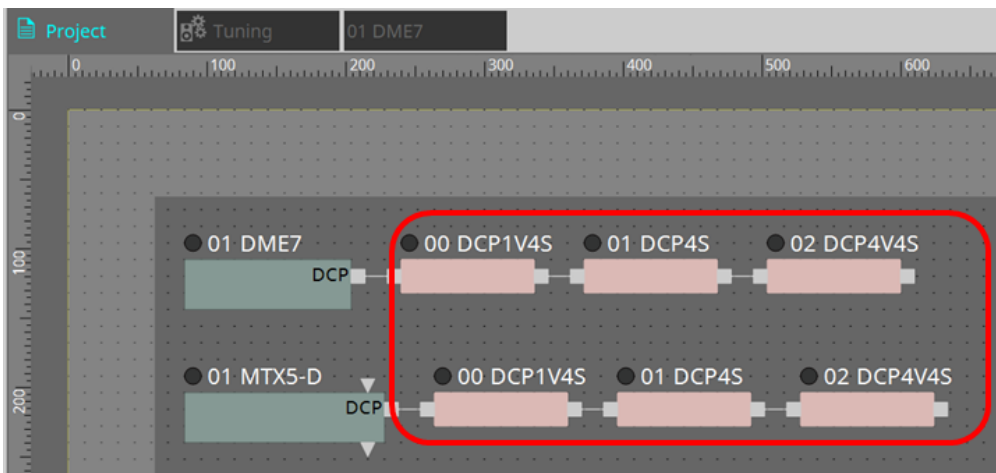 Project Tuning 01 DME7
0 100 200 300 400 500 600
0
01 DME7 00 DCP1V4S 01 DCP4S 02 DCP4V4S
100
DCP
01 MTX5-D 00 DCP1V4S 01 DCP4S 02 DCP4V4S
200
DCP